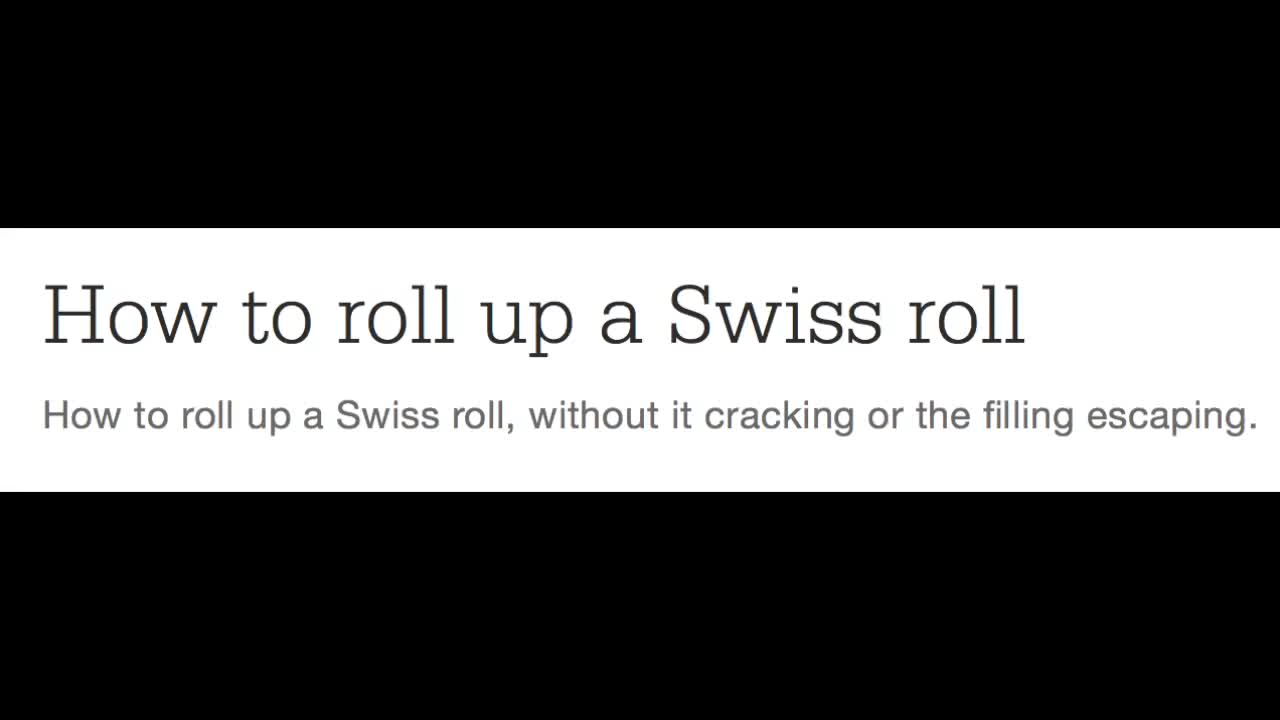 How to roll up a Swiss roll
How to roll up a Swiss roll, without it cracking or the filling escaping.